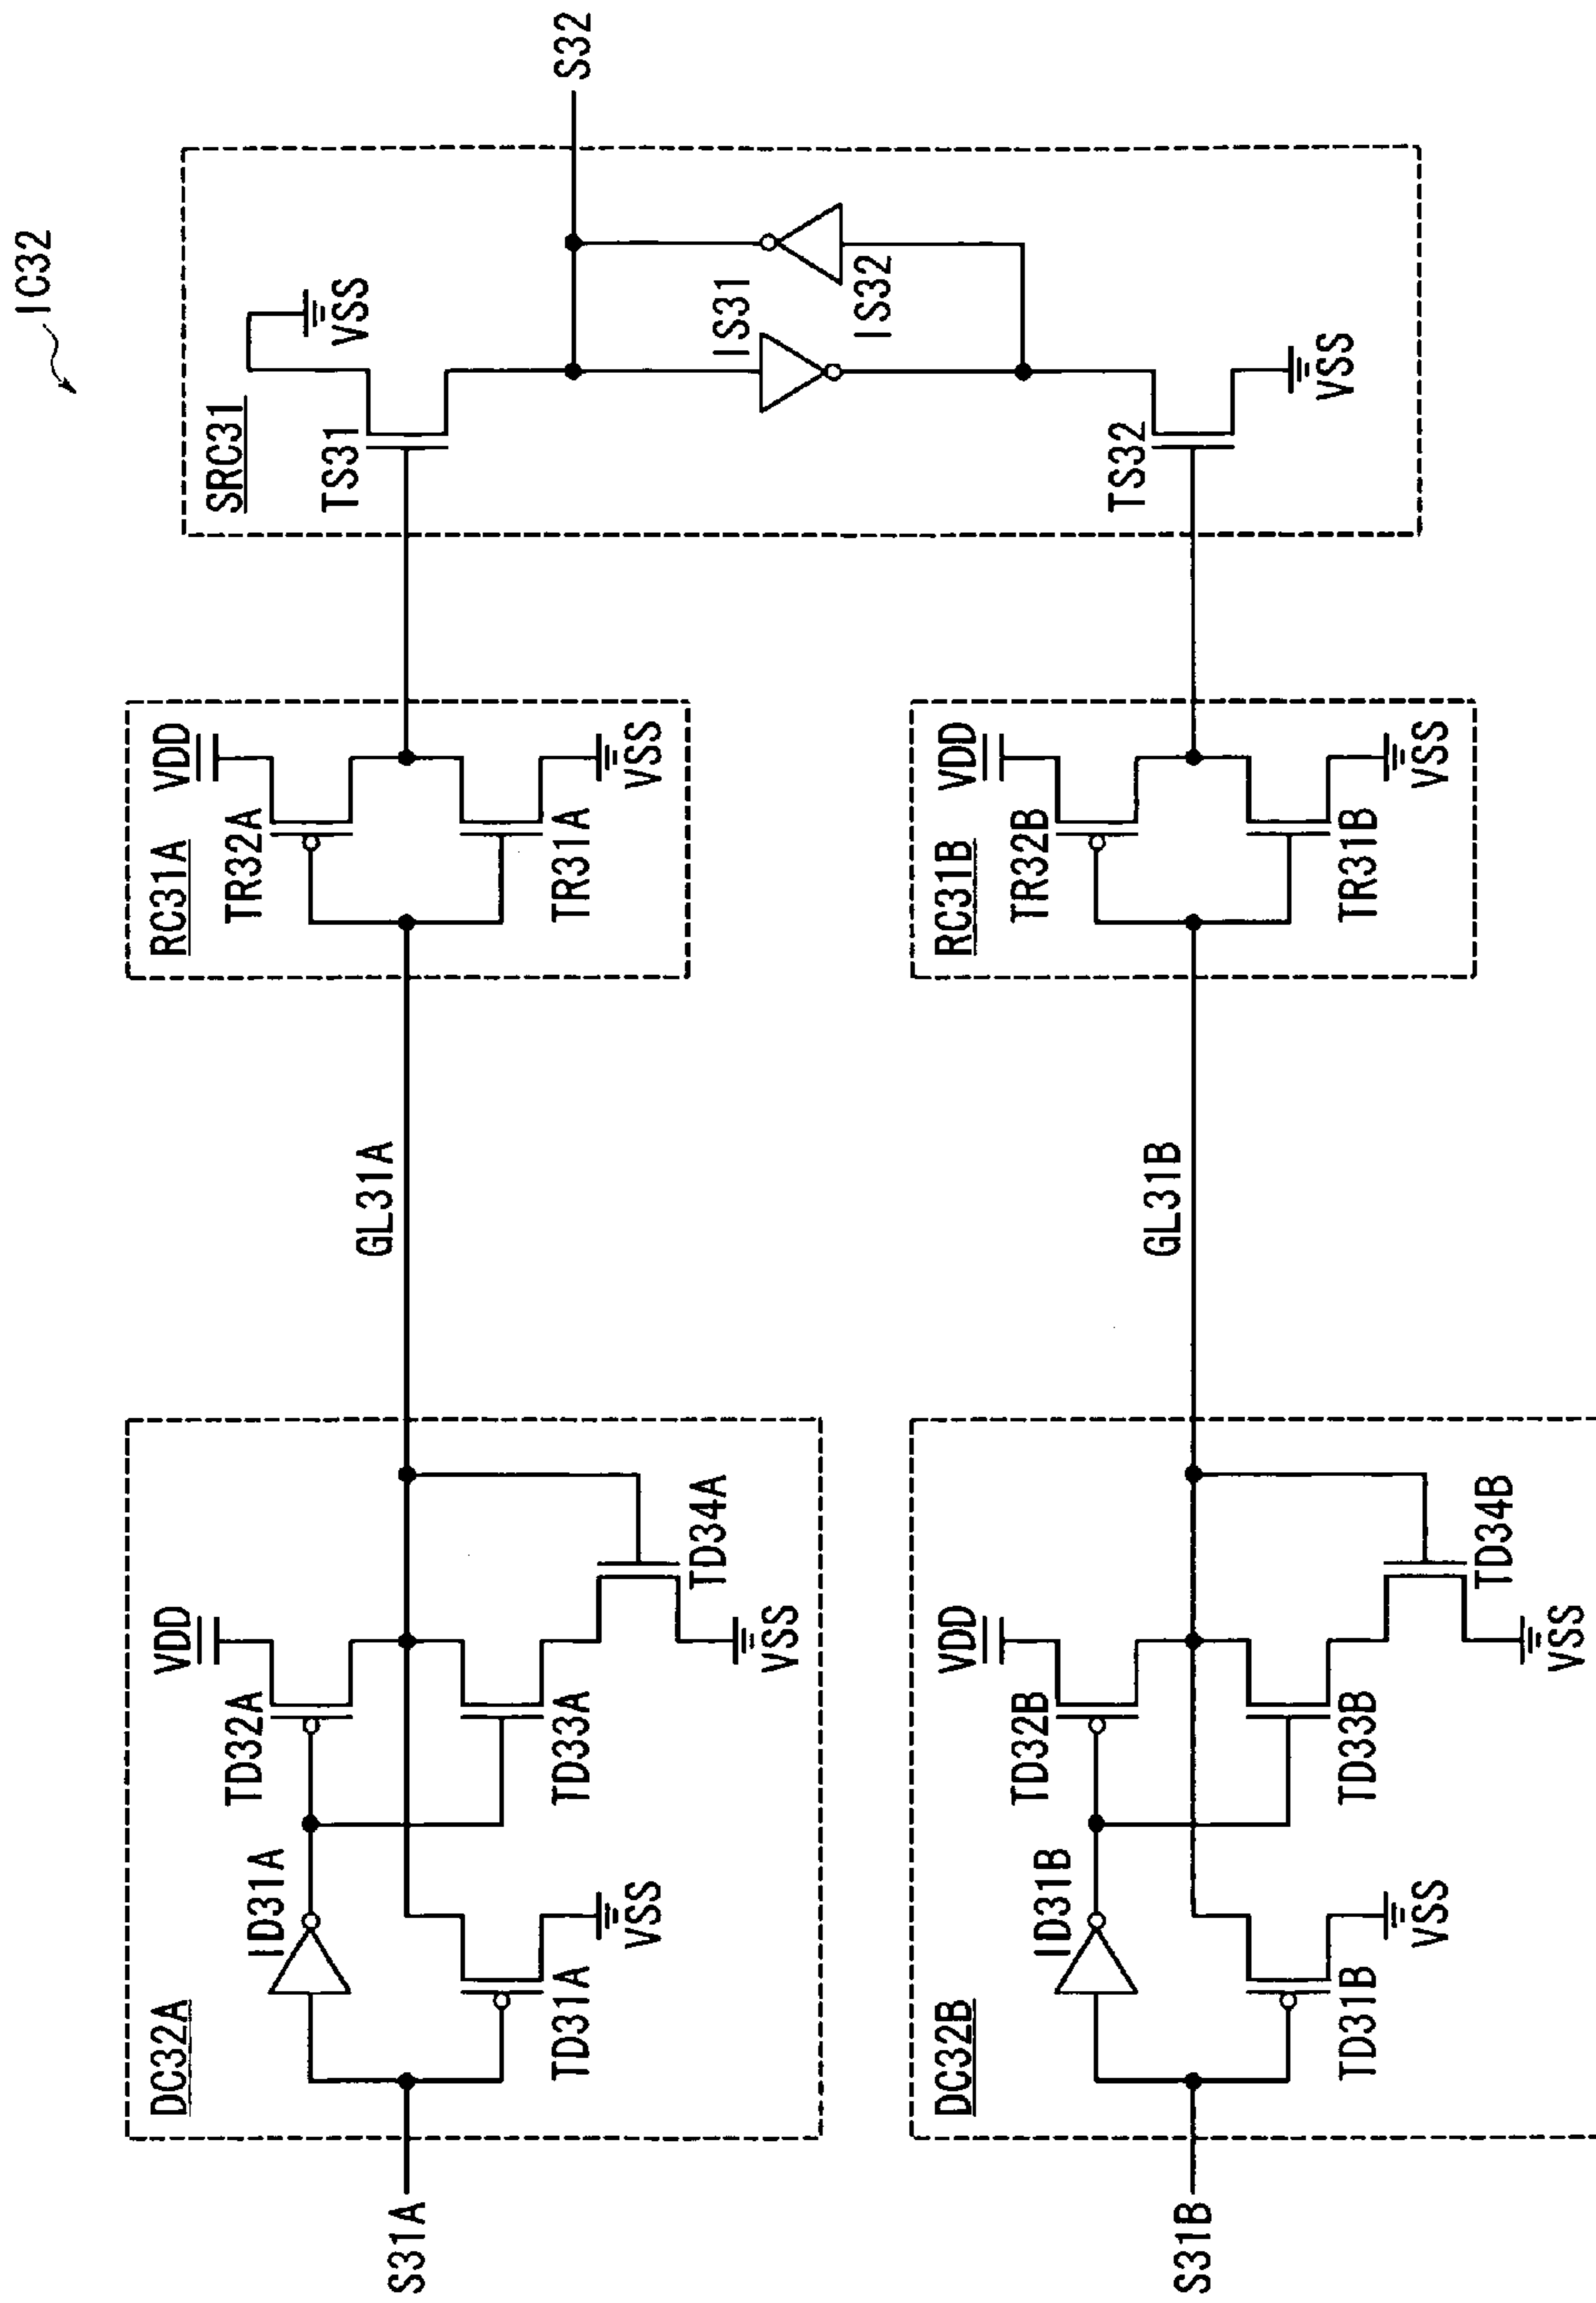 IC32
DC32A
S31A
ID31A
TD31A
VSS
VDD
TD32A
TD33A
TD34A
VSS
GL31A
RC31A
VDD
TR32A
TR31A
VSS
SRC31
VSS
TS31
S32
IS31
IS32
TS32
VSS
DC32B
S31B
ID31B
TD31B
VSS
VDD
TD32B
TD33B
TD34B
VSS
GL31B
RC31B
VDD
TR32B
TR31B
VSS